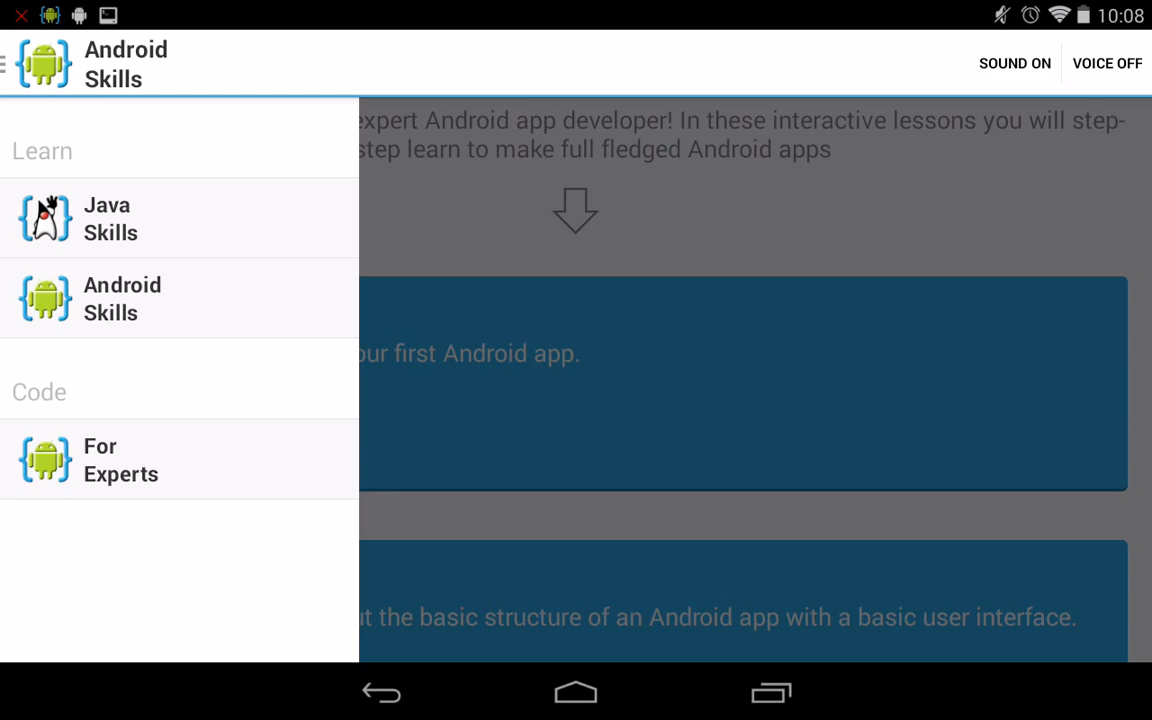 10:08
Android
Skills
SOUND ON
VOICE OFF
expert Android app developer! In these interactive lessons you will step-
step learn to make full fledged Android apps
Learn
Java
Skills
Android
Skills
Code
For
Experts
our first Android app.
the basic structure of an Android app with a basic user interface.